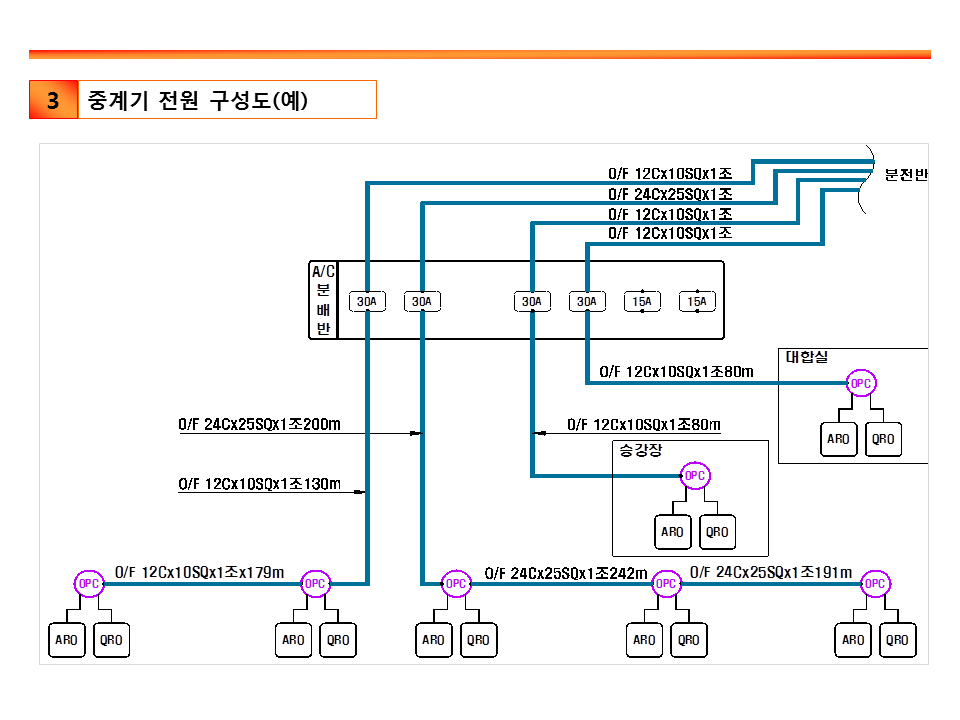 3 중계기 전원 구성도(예)
O/F 12Cx10SQx1조
O/F 24Cx25SQx1조
O/F 12Cx10SQx1조
O/F 12Cx10SQx1조
분전반
A/C
분
배
반
30A 30A 30A 30A 15A 15A
대합실
O/F 12Cx10SQx1조80m
OPC
ARO QRO
O/F 24Cx25SQx1조200m
O/F 12Cx10SQx1조80m
승강장
OPC
ARO QRO
O/F 12Cx10SQx1조130m
O/F 12Cx10SQx1조x179m
O/F 24Cx25SQx1조242m
O/F 24Cx25SQx1조191m
OPC OPC OPC OPC OPC
ARO QRO ARO QRO ARO QRO ARO QRO ARO QRO